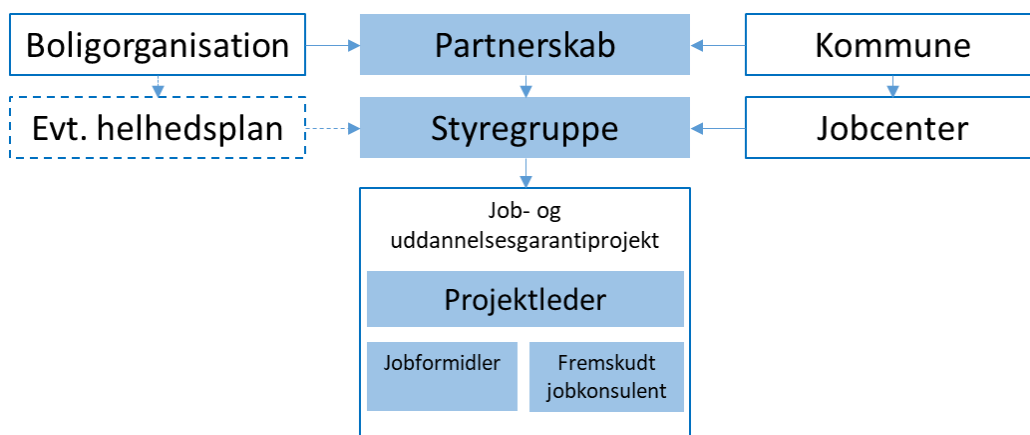 Boligorganisation
Partnerskab
Kommune
Evt. helhedsplan
Styregruppe
Jobcenter
Job- og
uddannelsesgarantiprojekt
Projektleder
Jobformidler
Fremskudt
jobkonsulent